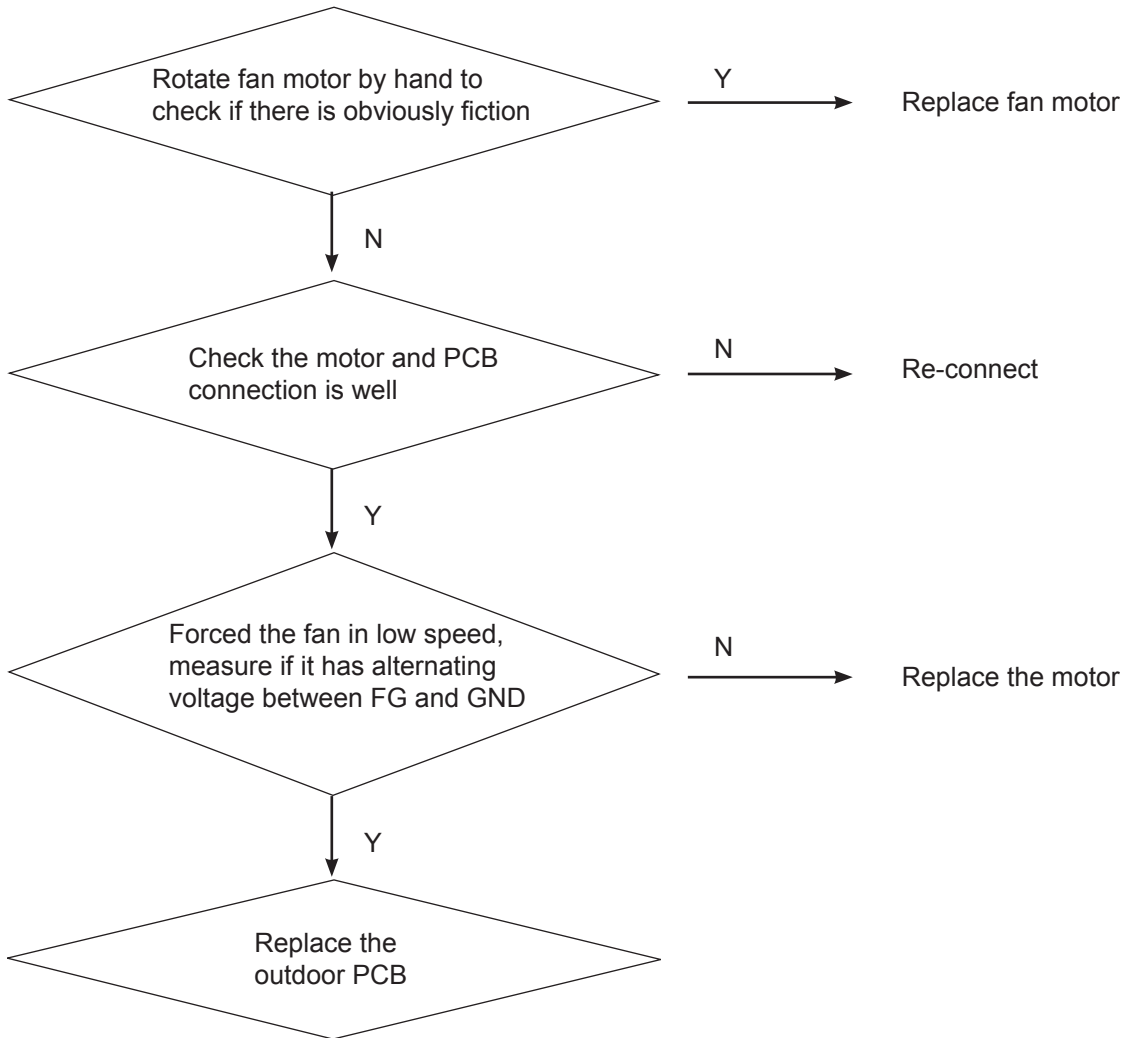 Rotate fan motor by hand to
check if there is obviously fiction
Y
Replace fan motor
N
Check the motor and PCB
connection is well
N
Re-connect
Y
Forced the fan in low speed,
measure if it has alternating
voltage between FG and GND
N
Replace the motor
Y
Replace the
outdoor PCB